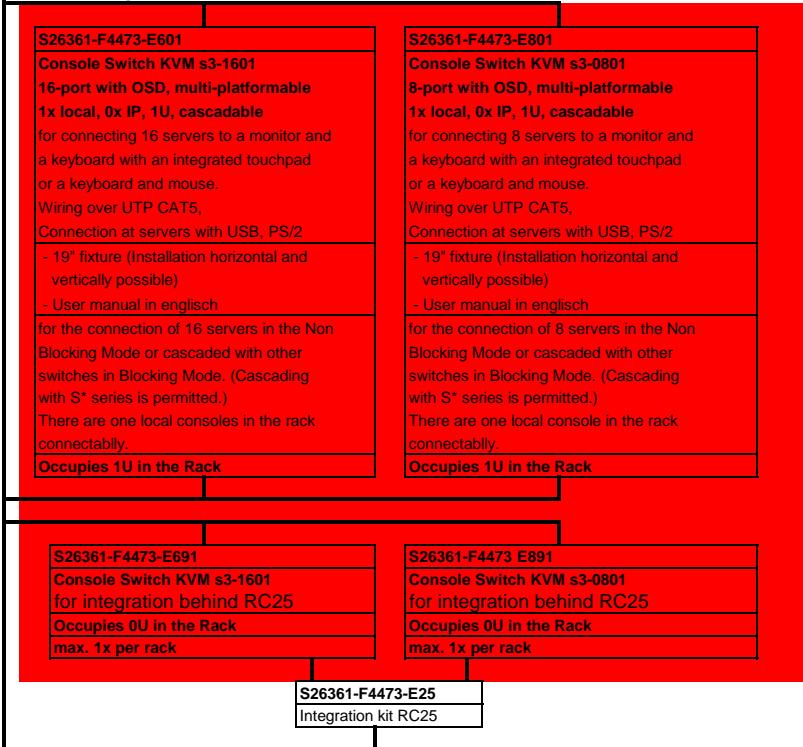 S26361-F4473-E601
Console Switch KVM s3-1601
16-port with OSD, multi-platformable
1x local, 0x IP, 1U, cascadable
for connecting 16 servers to a monitor and
a keyboard with an integrated touchpad
or a keyboard and mouse.
Wiring over UTP CAT5,
Connection at servers with USB, PS/2
- 19" fixture (Installation horizontal and
vertically possible)
- User manual in englisch
for the connection of 16 servers in the Non
Blocking Mode or cascaded with other
switches in Blocking Mode. (Cascading
with S* series is permitted.)
There are one local consoles in the rack
connectablly.
Occupies 1U in the Rack
S26361-F4473-E801
Console Switch KVM s3-0801
8-port with OSD, multi-platformable
1x local, 0x IP, 1U, cascadable
for connecting 8 servers to a monitor and
a keyboard with an integrated touchpad
or a keyboard and mouse.
Wiring over UTP CAT5,
Connection at servers with USB, PS/2
- 19" fixture (Installation horizontal and
vertically possible)
- User manual in englisch
for the connection of 8 servers in the Non
Blocking Mode or cascaded with other
switches in Blocking Mode. (Cascading
with S* series is permitted.)
There are one local console in the rack
connectablly.
Occupies 1U in the Rack
S26361-F4473-E691
Console Switch KVM s3-1601
for integration behind RC25
Occupies 0U in the Rack
max. 1x per rack
S26361-F4473 E891
Console Switch KVM s3-0801
for integration behind RC25
Occupies 0U in the Rack
max. 1x per rack
S26361-F4473-E25
Integration kit RC25